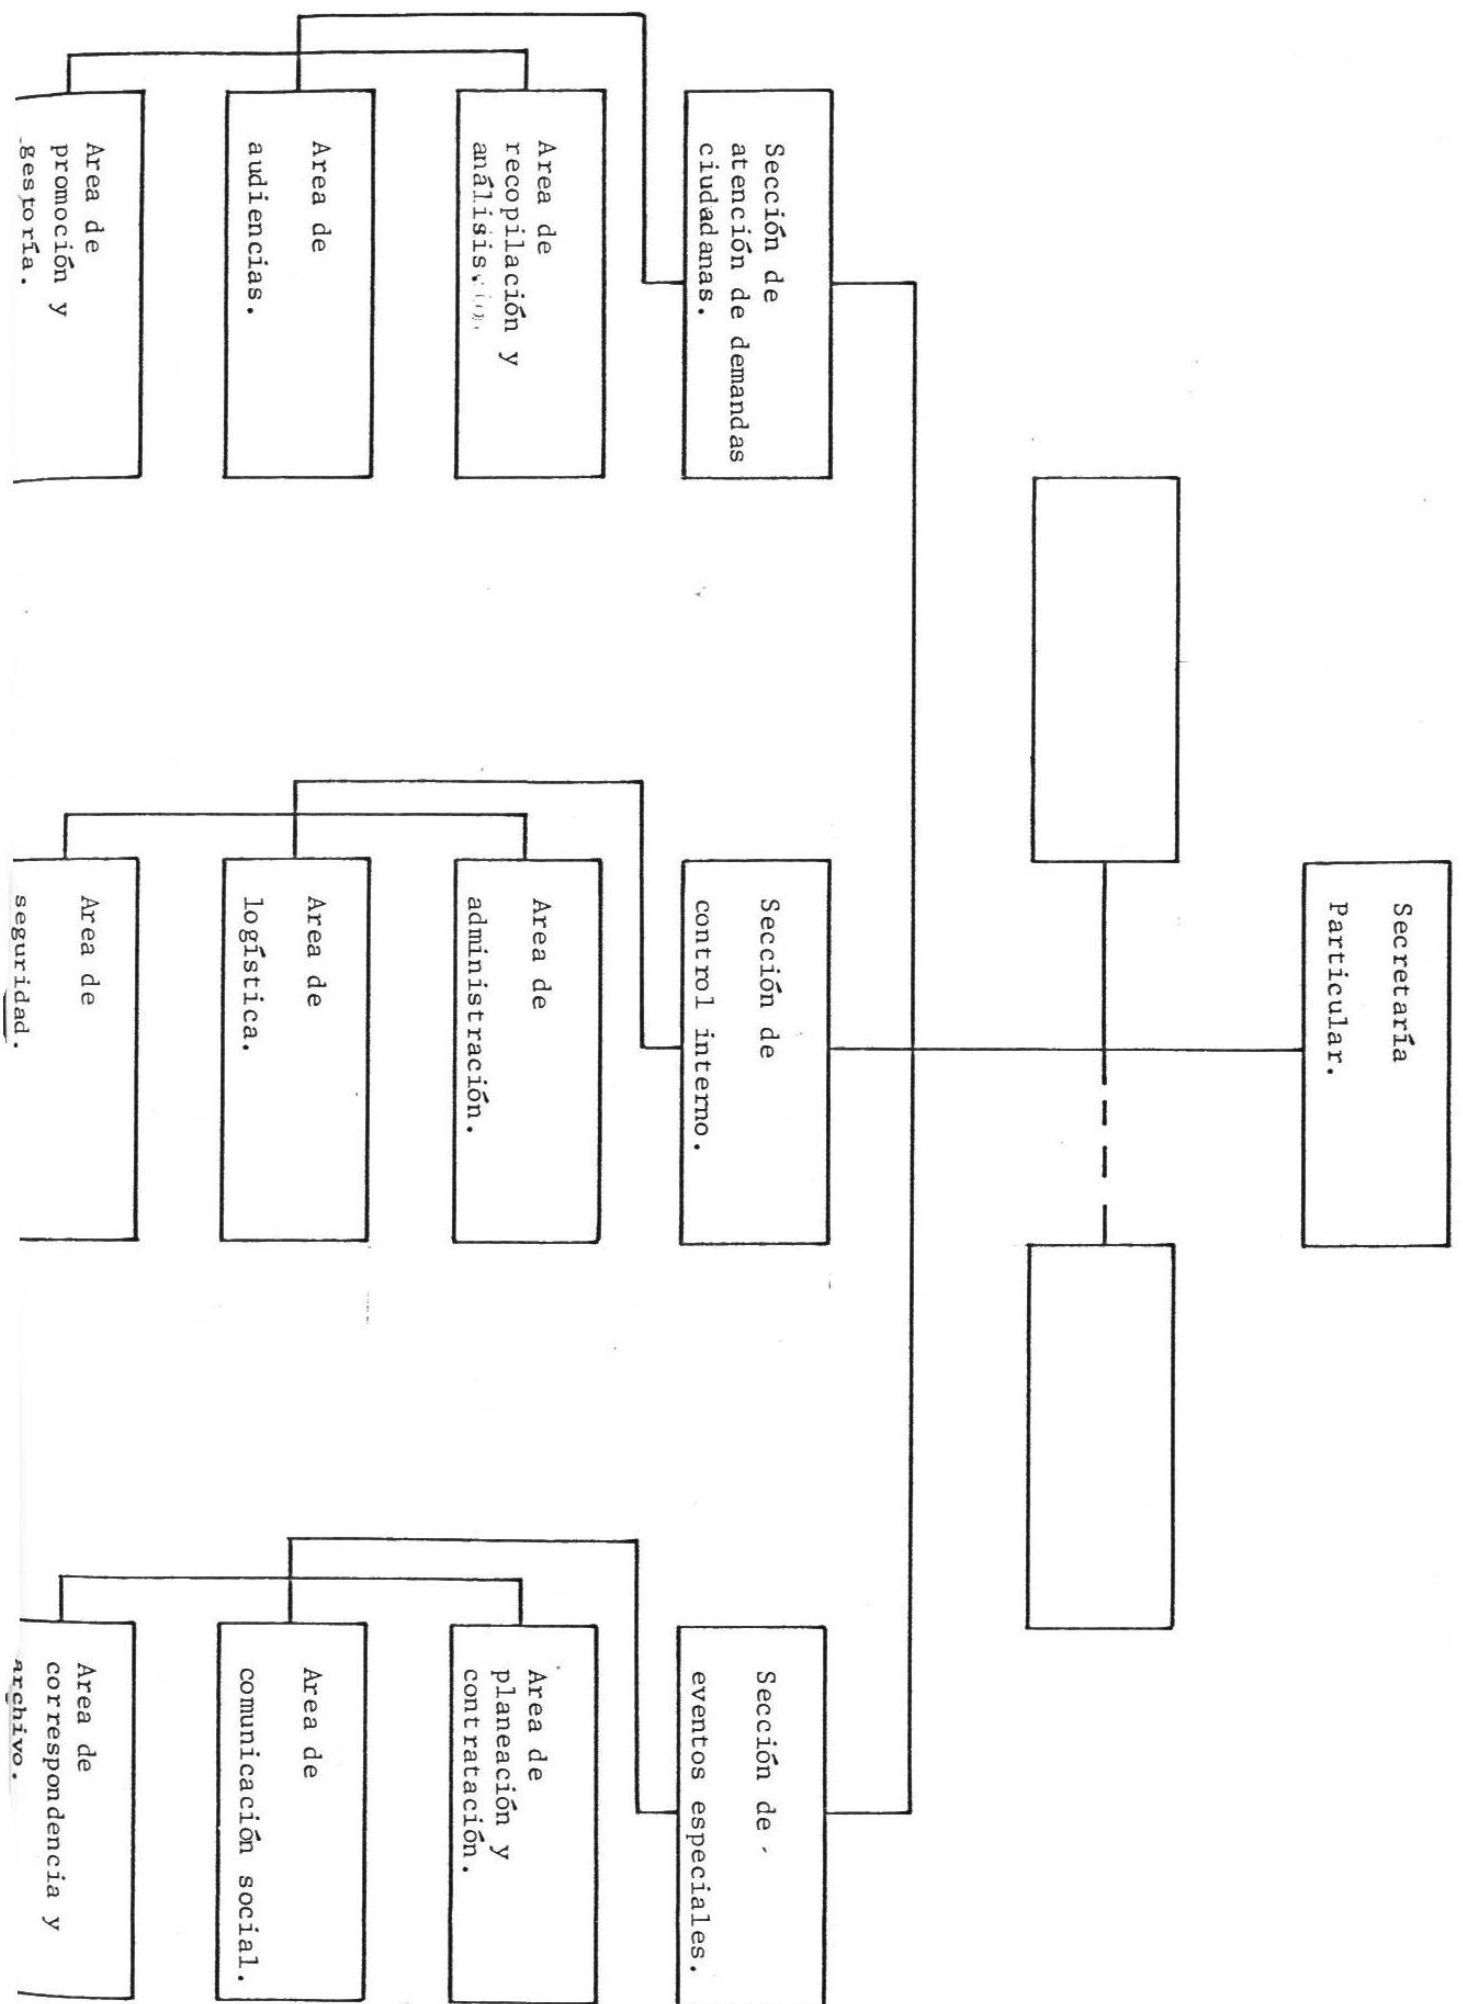 Secretaría
Particular.
Sección de
atención de demandas
ciudadanas.
Sección de
control interno.
Sección de
eventos especiales.
Area de
recopilación y
análisis.
Area de
administración.
Area de
planeación y
contratación.
Area de
audiencias.
Area de
logística.
Area de
comunicación social.
Area de
promoción y
gestoría.
Area de
seguridad.
Area de
correspondencia y
archivo.